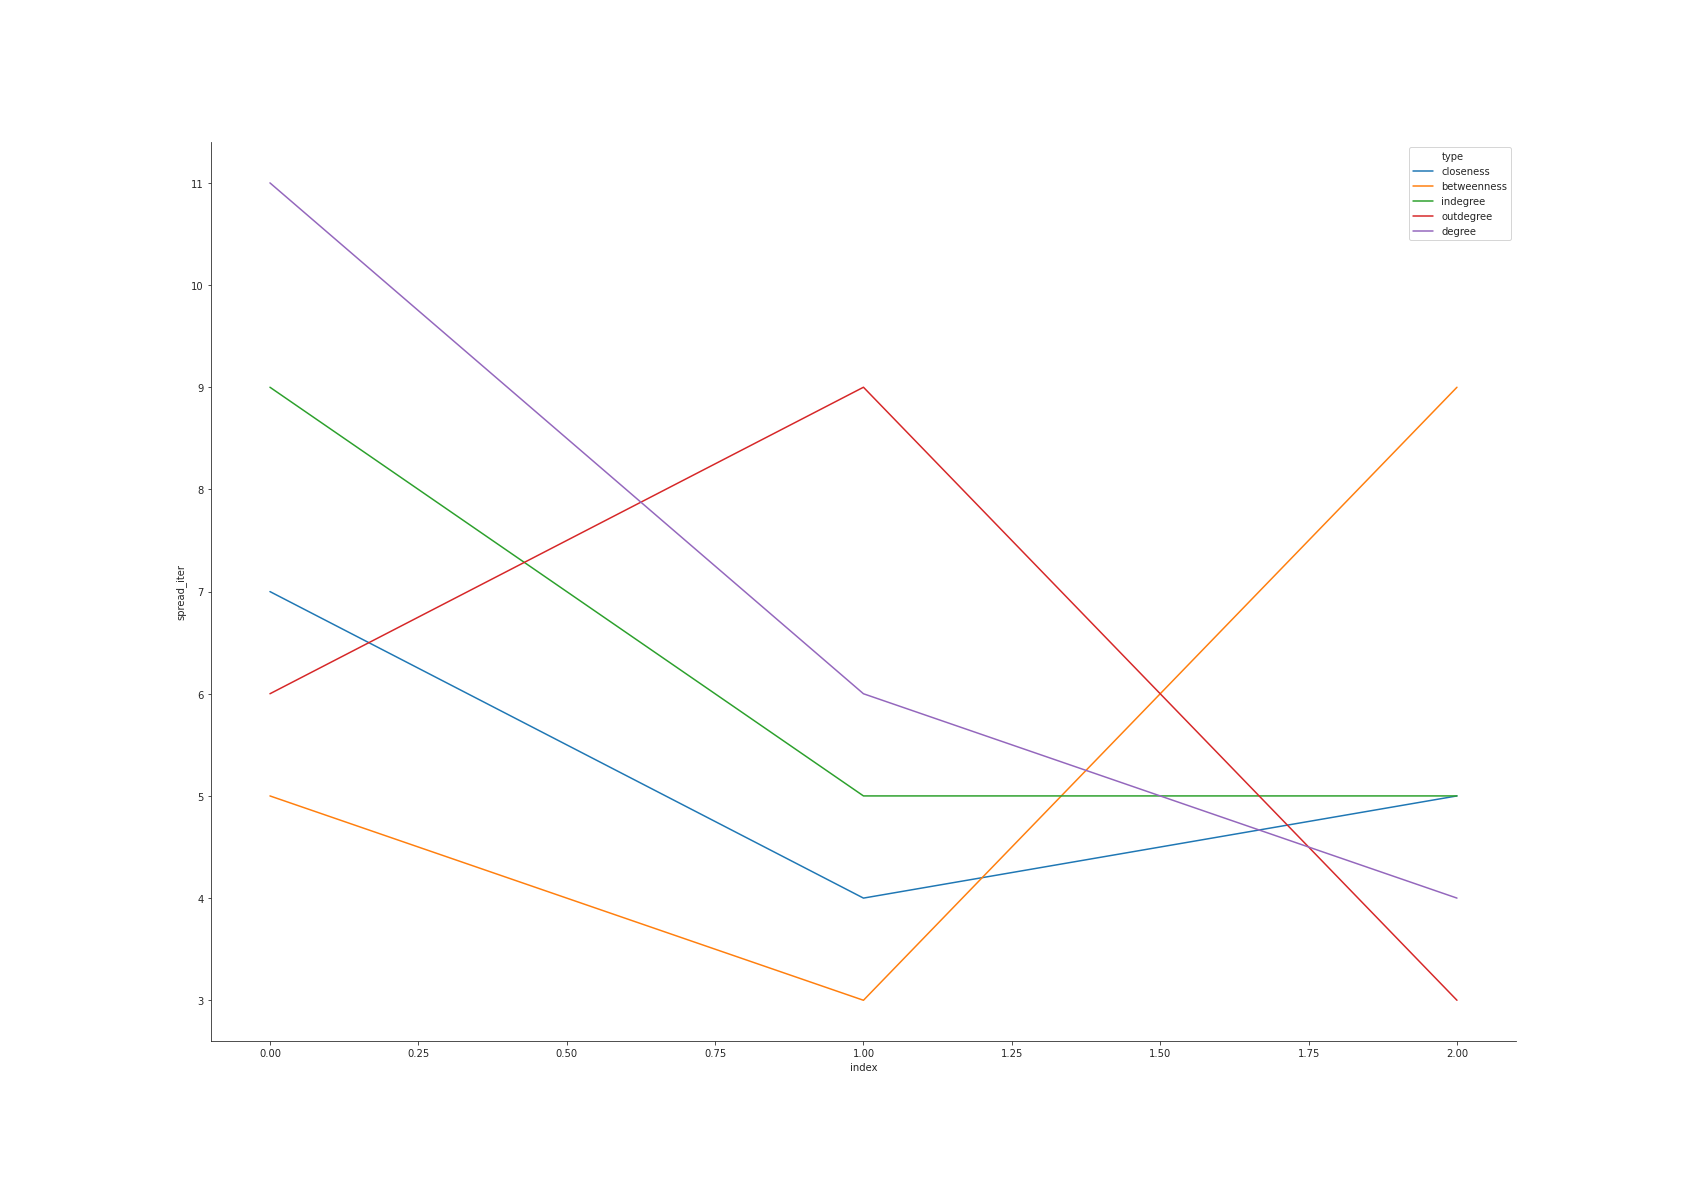 type
closeness
betweenness
indegree
outdegree
degree
11
10
9
8
7
6
5
4
3
spread_iter
0.00 0.25 0.50 0.75 1.00 1.25 1.50 1.75 2.00
index